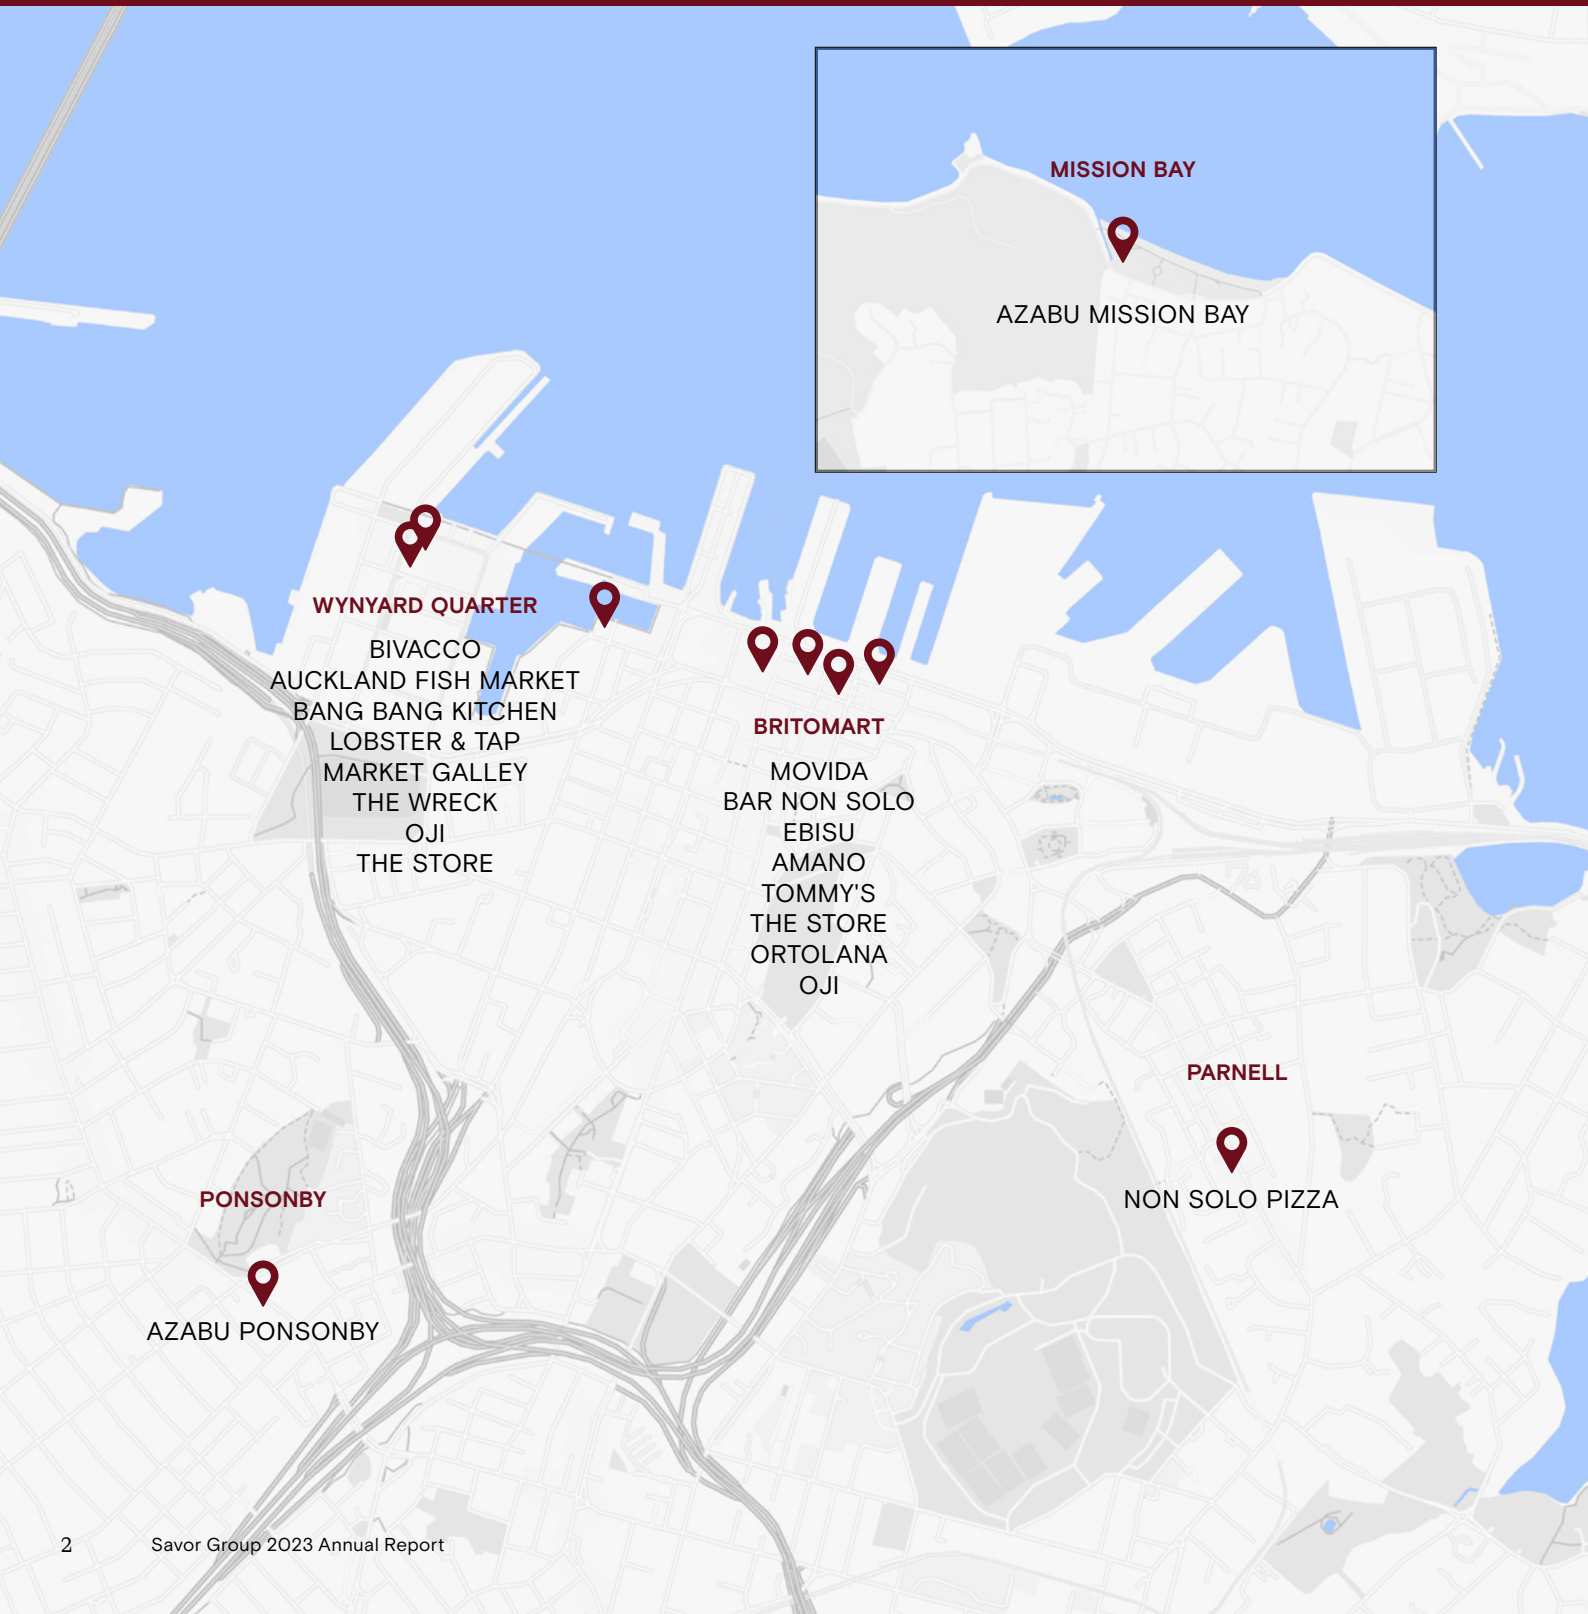 MISSION BAY
AZABU MISSION BAY
WYNYARD QUARTER
BIVACCO
AUCKLAND FISH MARKET
BANG BANG KITCHEN
LOBSTER & TAP
MARKET GALLEY
THE WRECK
OJI
THE STORE
BRITOMART
MOVIDA
BAR NON SOLO
EBISU
AMANO
TOMMY'S
THE STORE
ORTOLANA
OJI
PARNELL
NON SOLO PIZZA
PONSONBY
AZABU PONSONBY
2 Savor Group 2023 Annual Report